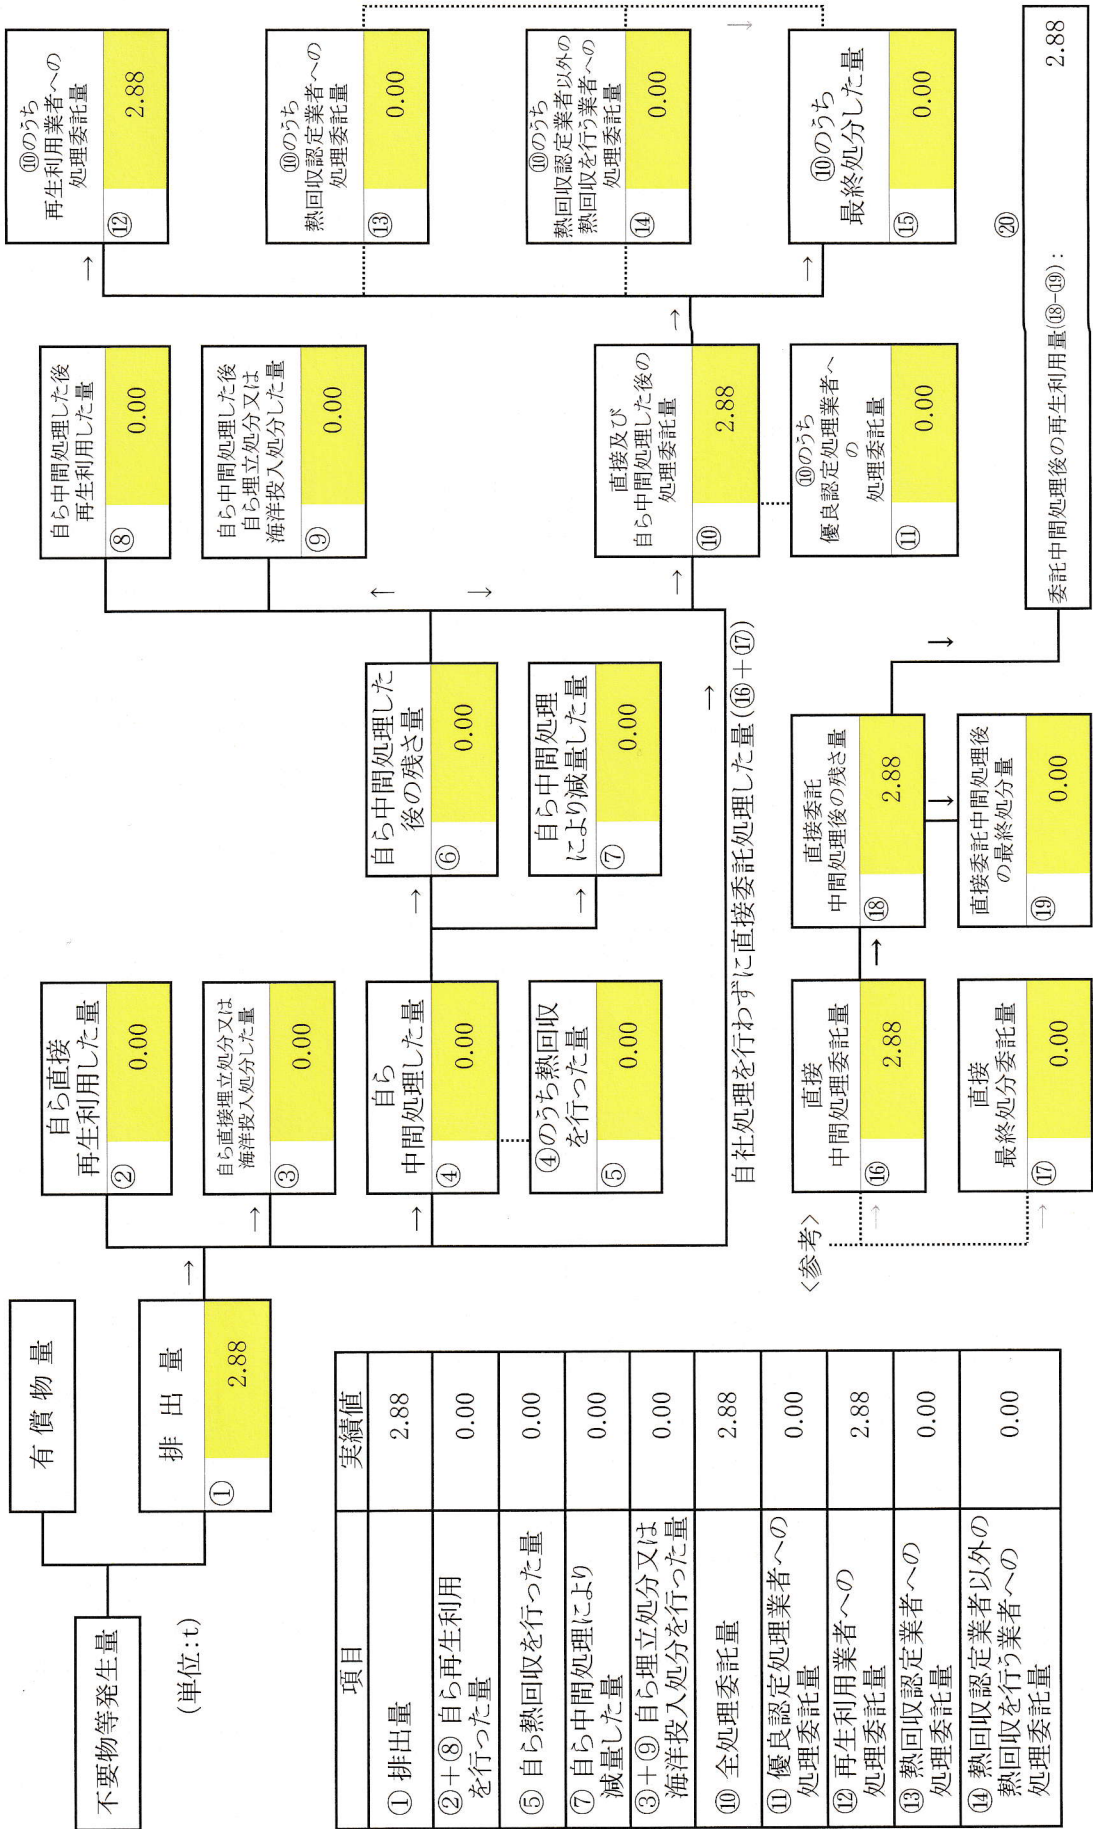 不要物等発生量
(単位:t)
有償物量
排出量
① 2.88
→
自ら直接
再生利用した量
② 0.00
→
自ら直接埋立処分又は
海洋投入処分した量
③ 0.00
→
自ら
中間処理した量
④ 0.00
④のうち熱回収
を行った量
⑤ 0.00
→
自ら中間処理した
後の残さ量
⑥ 0.00
→
自ら中間処理
により減量した量
⑦ 0.00
自ら中間処理した後
再生利用した量
⑧ 0.00
自ら中間処理した後
自ら埋立処分又は
海洋投入処分した量
⑨ 0.00
→
直接及び
自ら中間処理した後の
処理委託量
⑩ 2.88
⑩のうち
優良認定処理業者へ
の
処理委託量
⑪ 0.00
→
→
⑩のうち
再生利用業者への
処理委託量
⑫ 2.88
⑩のうち
熱回収認定業者への
処理委託量
⑬ 0.00
⑩のうち
熱回収認定業者以外の
熱回収を行う業者への
処理委託量
⑭ 0.00
→
⑩のうち
最終処分した量
⑮ 0.00
→
自社処理を行わずに直接委託処理した量(⑯+⑰)
<参考>
→
直接
中間処理委託量
⑯ 2.88
→
直接
最終処分委託量
⑰ 0.00
→
直接委託
中間処理後の残さ量
⑱ 2.88
直接委託中間処理後
の最終処分量
⑲ 0.00
⑳
委託中間処理後の再生利用量(⑱-⑲): 2.88
項目 実績値
① 排出量 2.88
②+⑧ 自ら再生利用
を行った量 0.00
⑤ 自ら熱回収を行った量 0.00
⑦ 自ら中間処理により
減量した量 0.00
③+⑨ 自ら埋立処分又は
海洋投入処分を行った量 0.00
⑩ 全処理委託量 2.88
⑪ 優良認定処理業者への
処理委託量 0.00
⑫ 再生利用業者への
処理委託量 2.88
⑬ 熱回収認定業者への
処理委託量 0.00
⑭ 熱回収認定業者以外の
熱回収を行う業者への
処理委託量 0.00